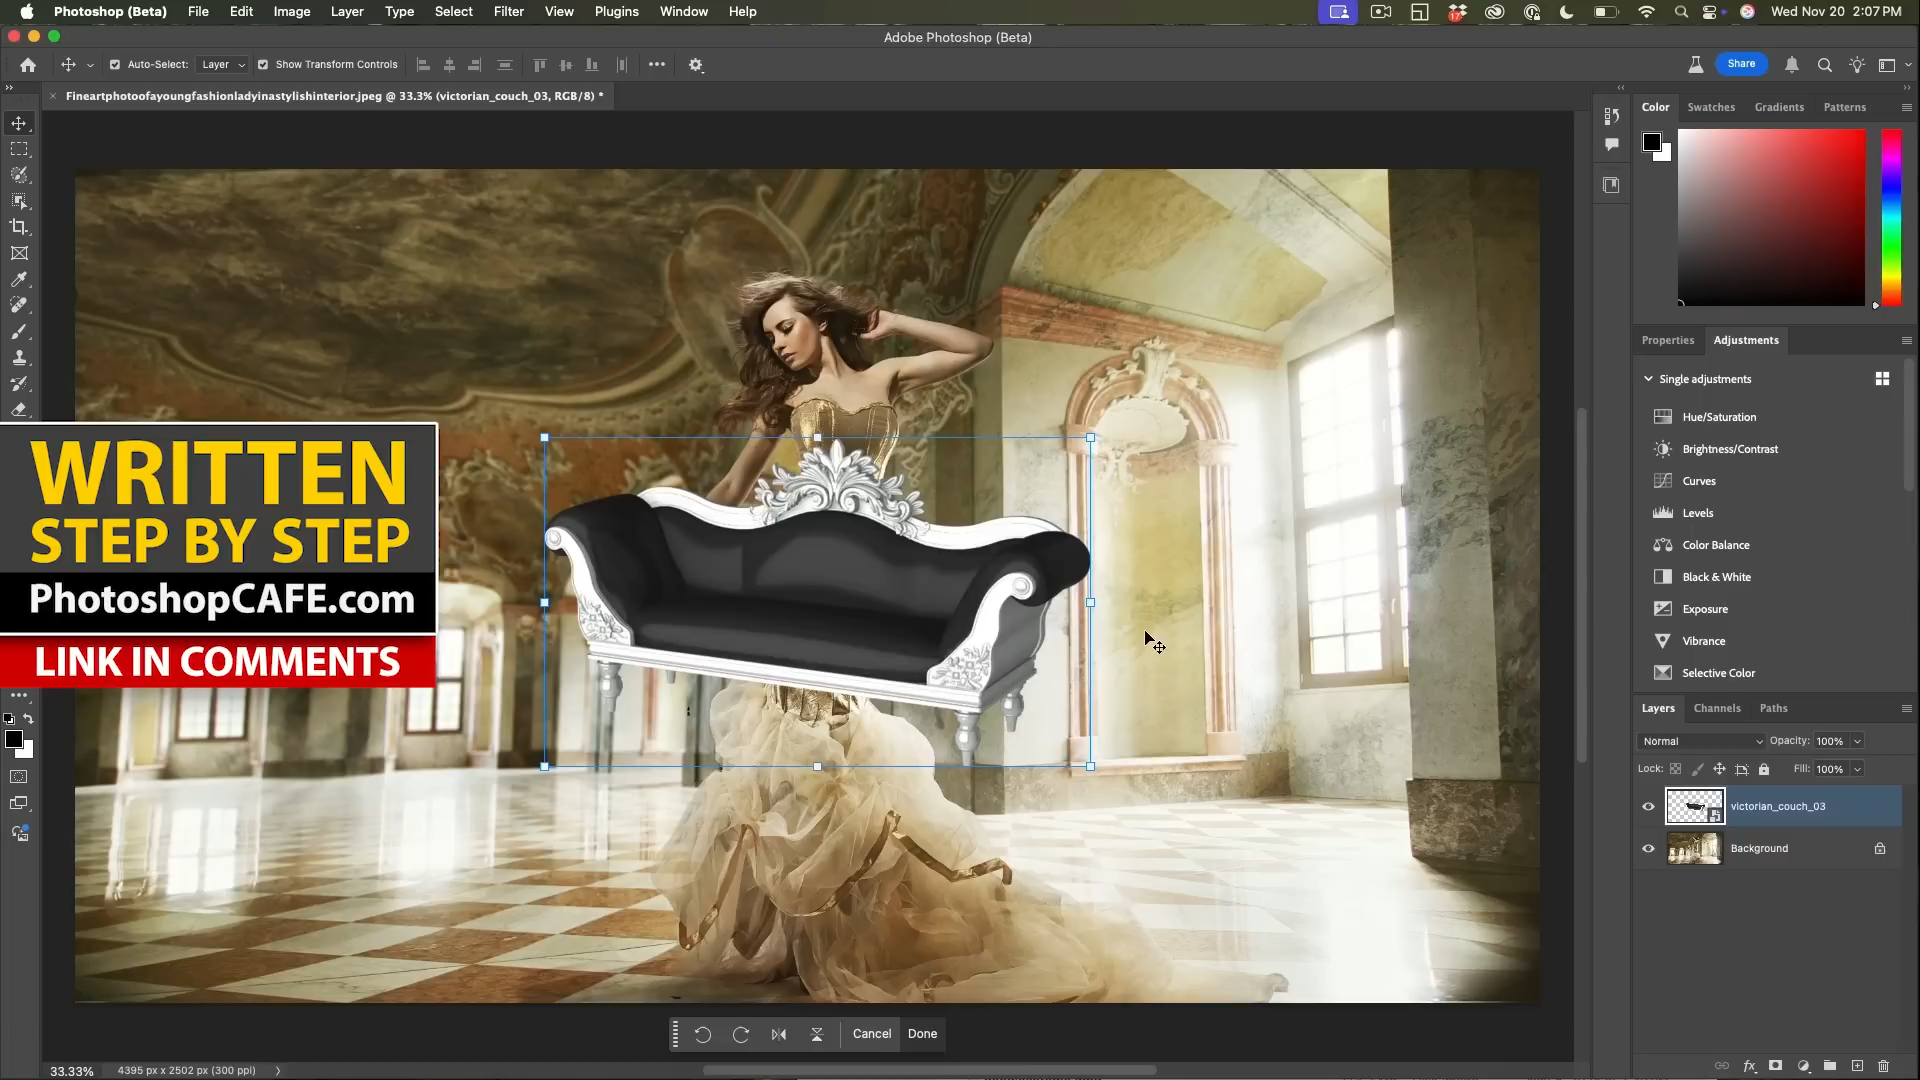 Photoshop (Beta) File Edit Image Layer Type Select Filter View Plugins Window Help
17
Wed Nov 20 2:07 PM
Adobe Photoshop (Beta)
Auto-Select: Layer Show Transform Controls
Share
Fineartphotoofayoungfashionladyinastylishinterior.jpeg @ 33.3% (victorian_couch_03, RGB/8) *
Color Swatches Gradients Patterns
Properties Adjustments
Single adjustments
Hue/Saturation
Brightness/Contrast
Curves
Levels
Color Balance
Black & White
Exposure
Vibrance
Selective Color
WRITTEN
STEP BY STEP
PhotoshopCAFE.com
LINK IN COMMENTS
Layers Channels Paths
Normal Opacity: 100%
Lock: Fill: 100%
victorian_couch_03
Background
Cancel Done
33.33% 4395 px x 2502 px (300 ppi)
fx